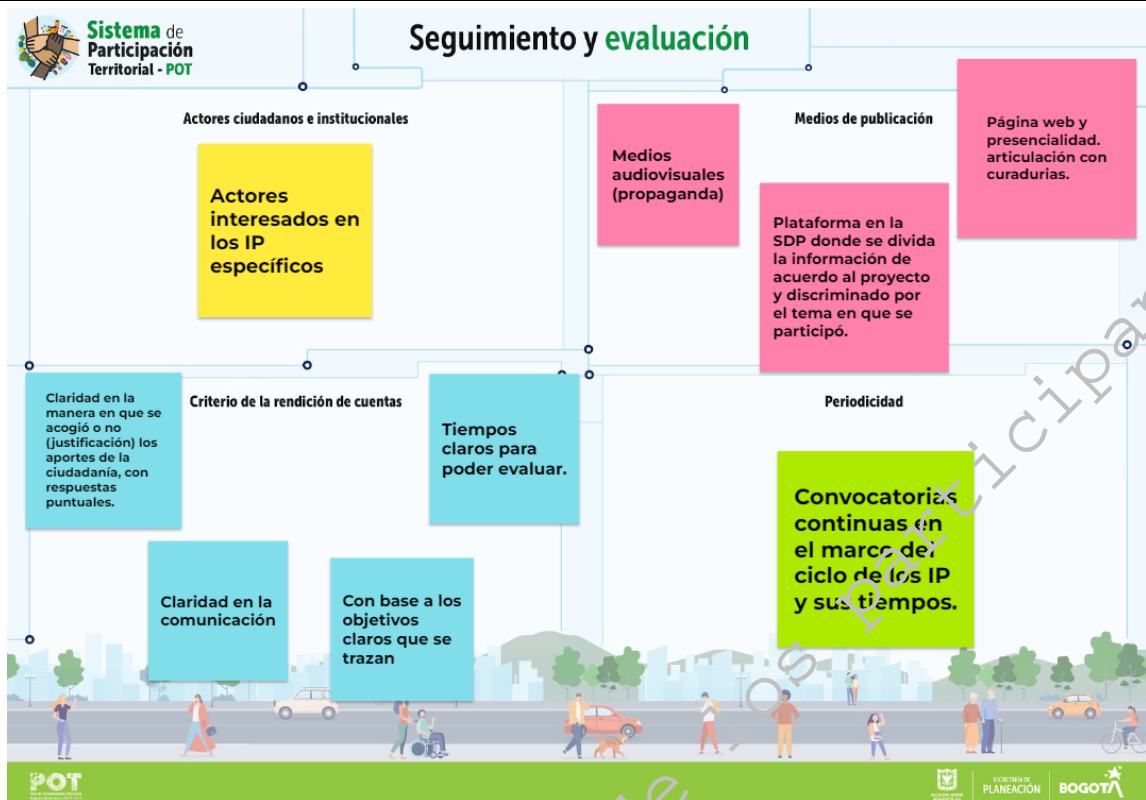 Sistema de
Participación
Territorial - POT
Seguimiento y evaluación
Actores ciudadanos e institucionales
Actores
interesados en
los IP
específicos
Medios de publicación
Medios
audiovisuales
(propaganda)
Plataforma en la
SDP donde se divida
la información de
acuerdo al proyecto
y discriminado por
el tema en que se
participó.
Página web y
presencialidad.
articulación con
curadurias.
Criterio de la rendición de cuentas
Claridad en la
manera en que se
acogió o no
(justificación) los
aportes de la
ciudadanía, con
respuestas
puntuales.
Tiempos
claros para
poder evaluar.
Claridad en la
comunicación
Con base a los
objetivos
claros que se
trazan
Periodicidad
Convocatorias
continuas en
el marco del
ciclo de los IP
y sus tiempos.
POT
SECRETARÍA DE
PLANEACIÓN
BOGOTÁ